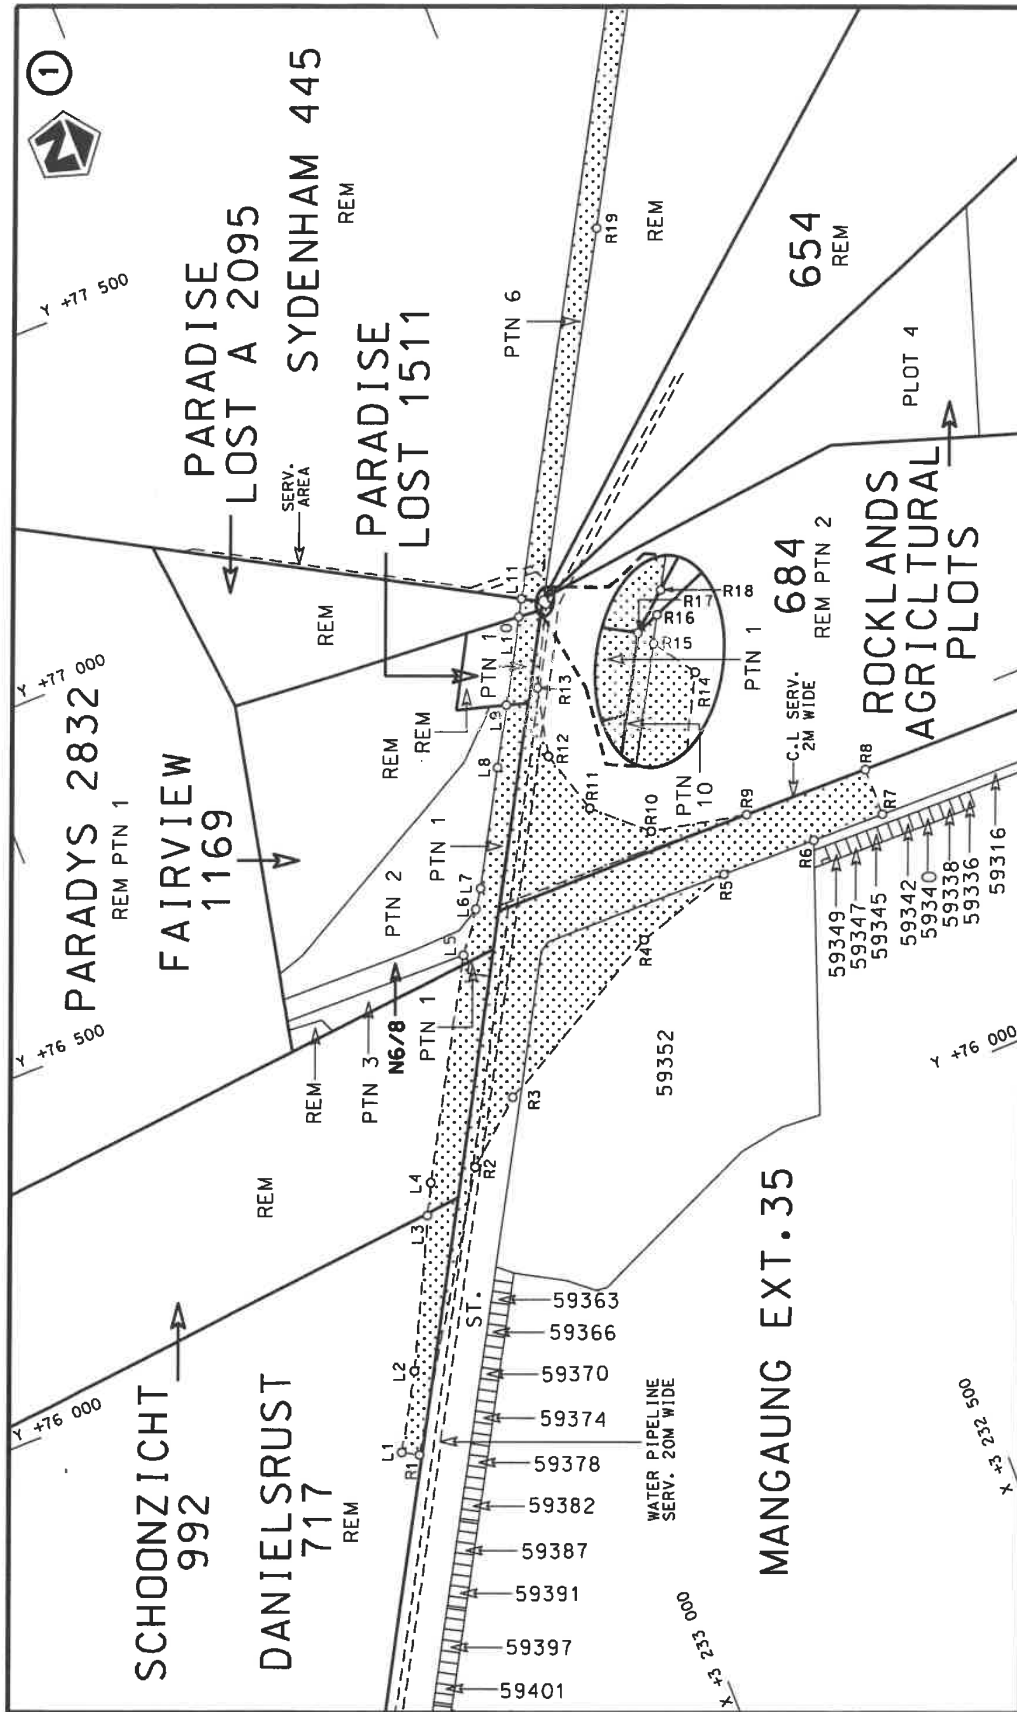 1
N
Y +77 500
PARADISE
LOST A 2095
SYDENHAM 445
REM
SERV.
AREA
PARADISE
LOST 1511
PTN 6
R19
REM
654
REM
PLOT 4
Y +77 000
PARADYS 2832
REM PTN 1
FAIRVIEW
1169
REM
REM
REM
PTN 1
PTN 1
PTN 2
L11
L10
L9
L8
L7
L6
L5
R13
R12
R11
R10
R9
R8
R7
R6
R5
R4
R3
R2
R1
R18
R17
R16
R15
R14
PTN 1
PTN
10
684
REM PTN 2
ROCKLANDS
AGRICLTURAL
PLOTS
C.L SERV.
2M WIDE
Y +76 500
REM
PTN 3
N6/8
PTN 1
59349
59347
59345
59342
59340
59338
59336
59316
59352
Y +76 000
REM
L4
L3
L2
L1
Y +76 000
SCHOONZICHT
992
DANIELSRUST
717
REM
ST.
59363
59366
59370
59374
59378
59382
59387
59391
59397
59401
WATER PIPELINE
SERV. 20M WIDE
MANGAUNG EXT.35
X +3 232 500
X +3 233 000